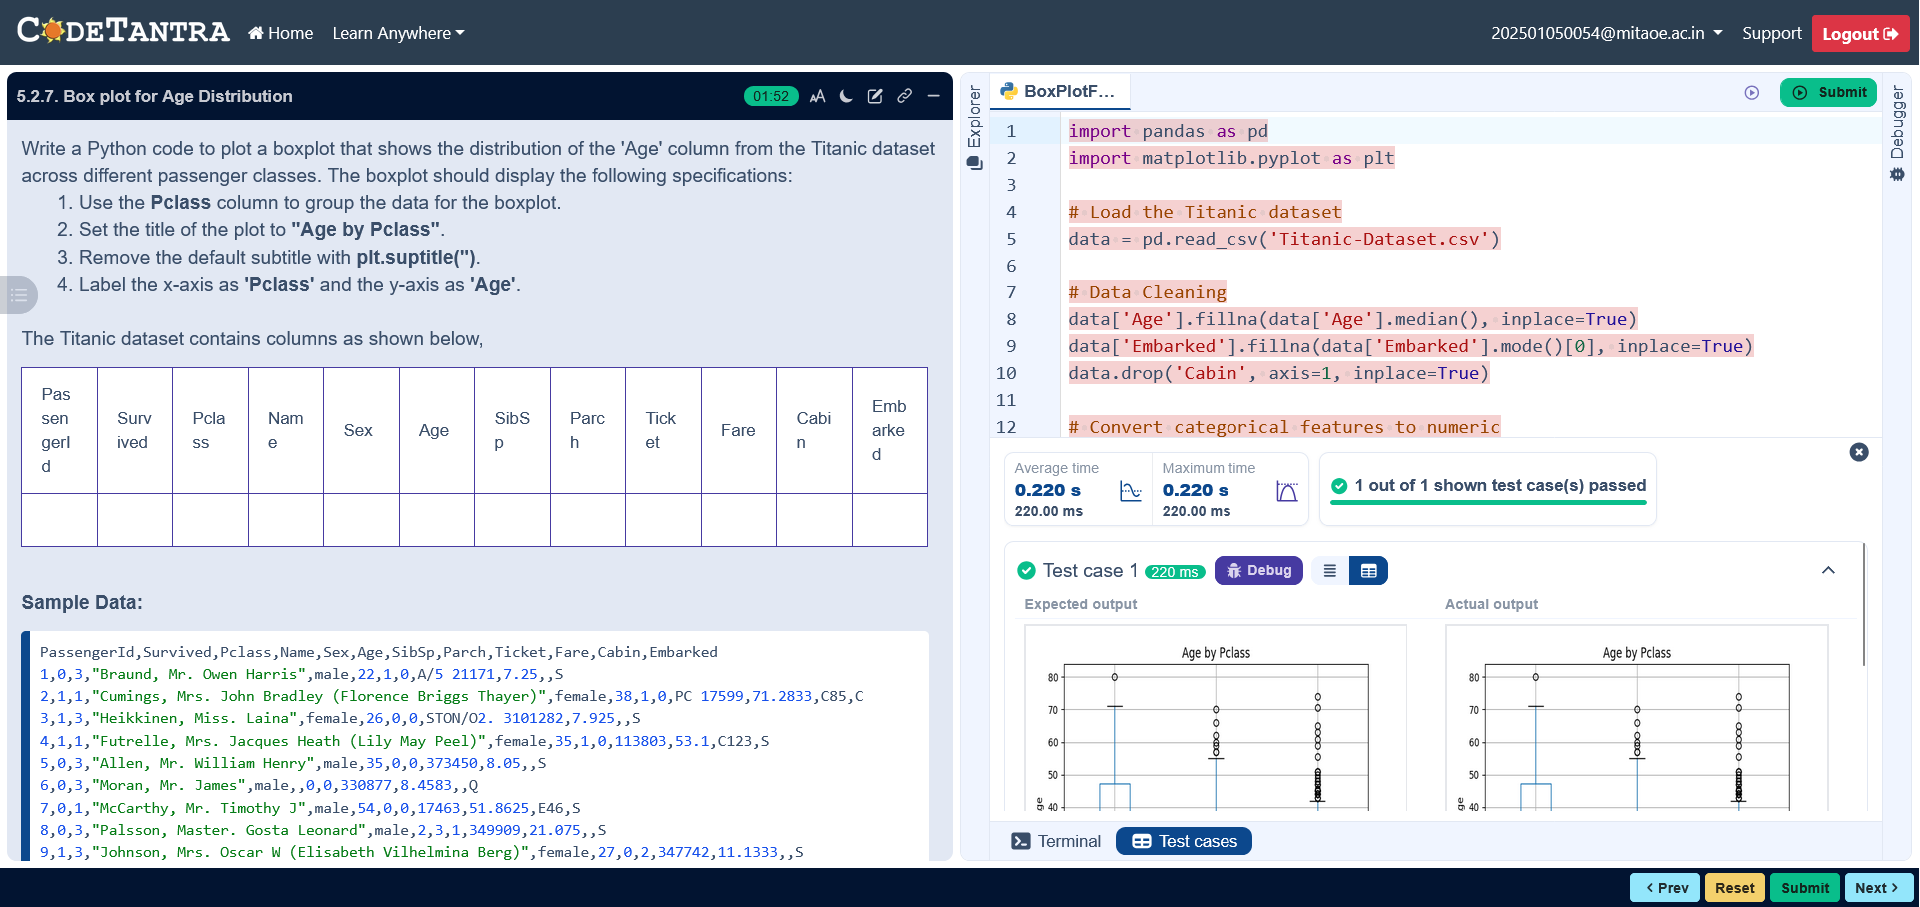 CODETANTRA
Home
Learn Anywhere
202501050054@mitaoe.ac.in
Support
Logout
5.2.7. Box plot for Age Distribution
01:52
Write a Python code to plot a boxplot that shows the distribution of the 'Age' column from the Titanic dataset
across different passenger classes. The boxplot should display the following specifications:
1. Use the Pclass column to group the data for the boxplot.
2. Set the title of the plot to "Age by Pclass".
3. Remove the default subtitle with plt.suptitle('').
4. Label the x-axis as 'Pclass' and the y-axis as 'Age'.
The Titanic dataset contains columns as shown below,
PassengerId Survived Pclass Name Sex Age SibSp Parch Ticket Fare Cabin Embarked
Sample Data:
PassengerId,Survived,Pclass,Name,Sex,Age,SibSp,Parch,Ticket,Fare,Cabin,Embarked
1,0,3,"Braund, Mr. Owen Harris",male,22,1,0,A/5 21171,7.25,,S
2,1,1,"Cumings, Mrs. John Bradley (Florence Briggs Thayer)",female,38,1,0,PC 17599,71.2833,C85,C
3,1,3,"Heikkinen, Miss. Laina",female,26,0,0,STON/O2. 3101282,7.925,,S
4,1,1,"Futrelle, Mrs. Jacques Heath (Lily May Peel)",female,35,1,0,113803,53.1,C123,S
5,0,3,"Allen, Mr. William Henry",male,35,0,0,373450,8.05,,S
6,0,3,"Moran, Mr. James",male,,0,0,330877,8.4583,,Q
7,0,1,"McCarthy, Mr. Timothy J",male,54,0,0,17463,51.8625,E46,S
8,0,3,"Palsson, Master. Gosta Leonard",male,2,3,1,349909,21.075,,S
9,1,3,"Johnson, Mrs. Oscar W (Elisabeth Vilhelmina Berg)",female,27,0,2,347742,11.1333,,S
Explorer
BoxPlotF...
Submit
Debugger
1 import pandas as pd
2 import matplotlib.pyplot as plt
3
4 # Load the Titanic dataset
5 data = pd.read_csv('Titanic-Dataset.csv')
6
7 # Data Cleaning
8 data['Age'].fillna(data['Age'].median(), inplace=True)
9 data['Embarked'].fillna(data['Embarked'].mode()[0], inplace=True)
10 data.drop('Cabin', axis=1, inplace=True)
11
12 # Convert categorical features to numeric
Average time
0.220 s
220.00 ms
Maximum time
0.220 s
220.00 ms
1 out of 1 shown test case(s) passed
Test case 1
220 ms
Debug
Expected output
Actual output
Age by Pclass
80
70
60
50
40
ge
Age by Pclass
80
70
60
50
40
ge
Terminal
Test cases
Prev
Reset
Submit
Next